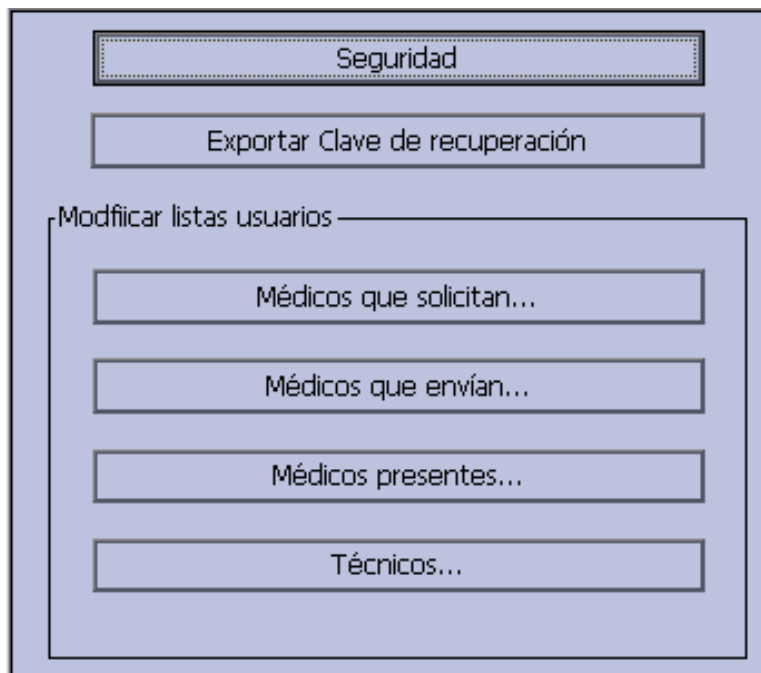 Seguridad
Exportar Clave de recuperación
Modfiicar listas usuarios
Médicos que solicitan...
Médicos que envían...
Médicos presentes...
Técnicos...